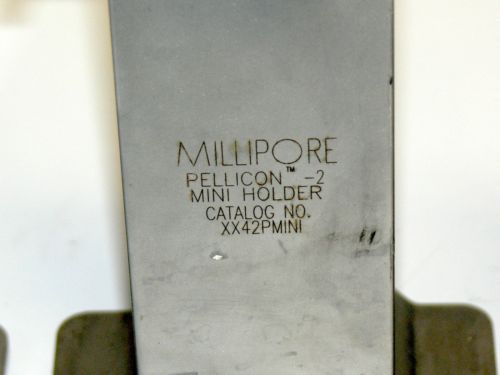 MILLIPORE
PELLICON™-2
MINI HOLDER
CATALOG NO.
XX42PMINI